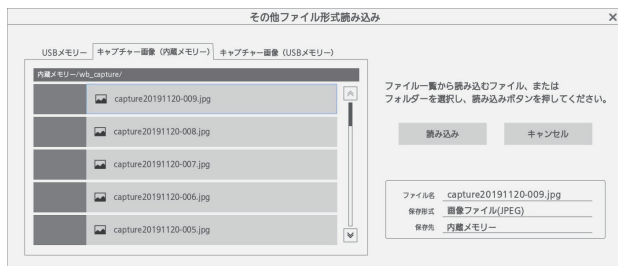 その他ファイル形式読み込み
×
USBメモリー
キャプチャー画像（内蔵メモリー）
キャプチャー画像（USBメモリー）
内蔵メモリー/wb_capture/
capture20191120-009.jpg
capture20191120-008.jpg
capture20191120-007.jpg
capture20191120-006.jpg
capture20191120-005.jpg
ファイル一覧から読み込むファイル、または
フォルダーを選択し、読み込みボタンを押してください。
読み込み
キャンセル
ファイル名 capture20191120-009.jpg
保存形式 画像ファイル(JPEG)
保存先 内蔵メモリー